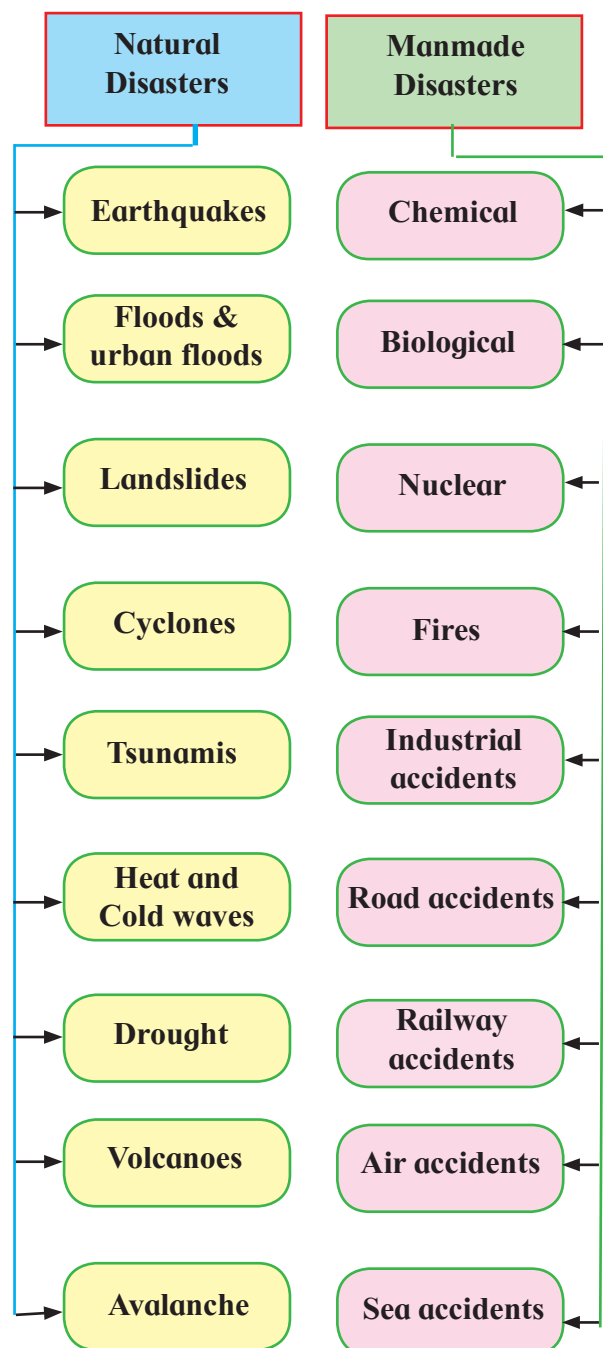 Natural
Disasters
Manmade
Disasters
Earthquakes
Chemical
Floods &
urban floods
Biological
Landslides
Nuclear
Cyclones
Fires
Tsunamis
Industrial
accidents
Heat and
Cold waves
Road accidents
Drought
Railway
accidents
Volcanoes
Air accidents
Avalanche
Sea accidents